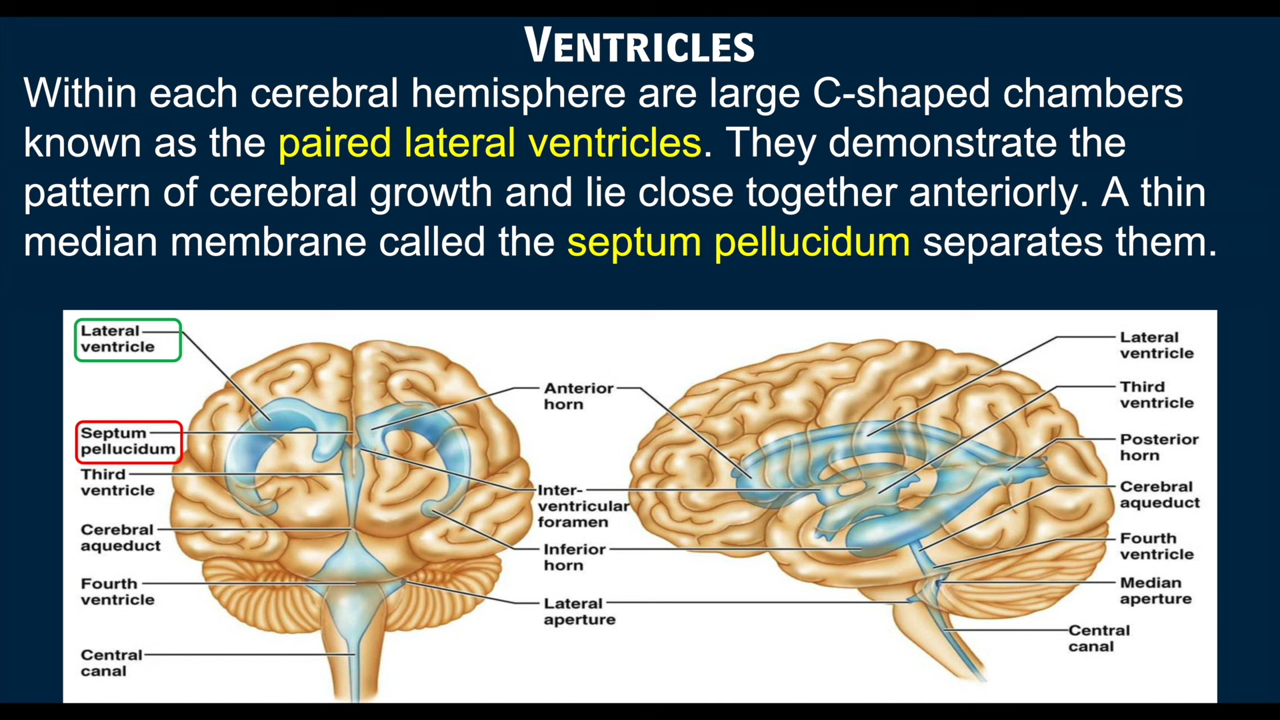 VENTRICLES
Within each cerebral hemisphere are large C-shaped chambers
known as the paired lateral ventricles. They demonstrate the
pattern of cerebral growth and lie close together anteriorly. A thin
median membrane called the septum pellucidum separates them.
Lateral
ventricle
Septum
pellucidum
Third
ventricle
Cerebral
aqueduct
Fourth
ventricle
Central
canal
Anterior
horn
Inter-
ventricular
foramen
Inferior
horn
Lateral
aperture
Lateral
ventricle
Third
ventricle
Posterior
horn
Cerebral
aqueduct
Fourth
ventricle
Median
aperture
Central
canal